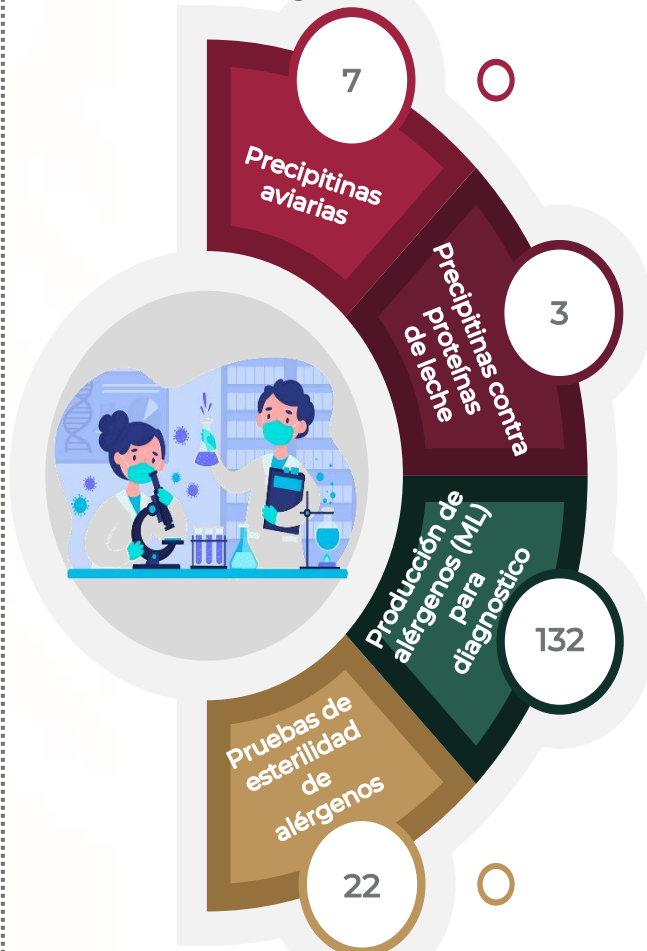 7
Precipitinas
aviarias
3
Precipitinas contra
proteínas
de leche
Producción de
alérgenos (ML)
para
diagnostico
132
Pruebas de
esterilidad
de
alérgenos
22